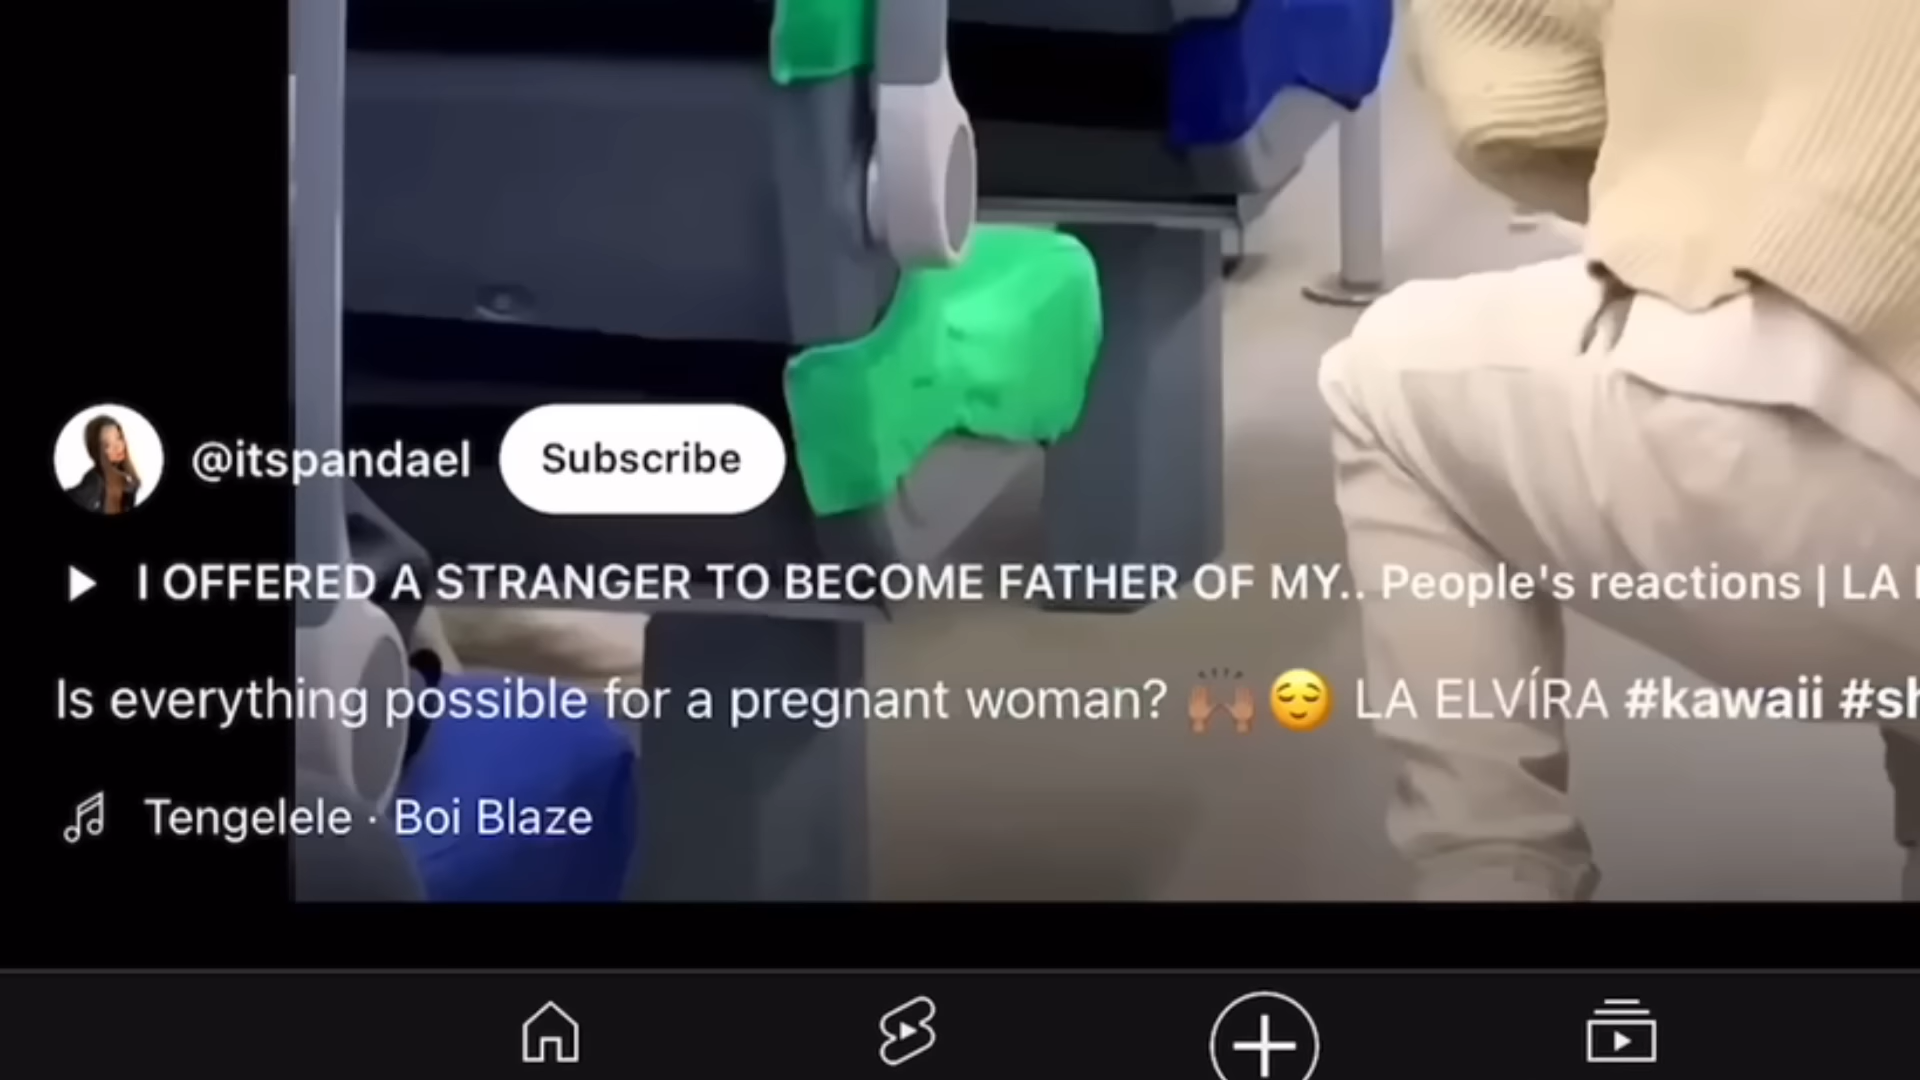 @itspandael Subscribe
I OFFERED A STRANGER TO BECOME FATHER OF MY.. People's reactions | LA
Is everything possible for a pregnant woman? 🙌🏽😌 LA ELVÍRA #kawaii #sh
Tengelele · Boi Blaze